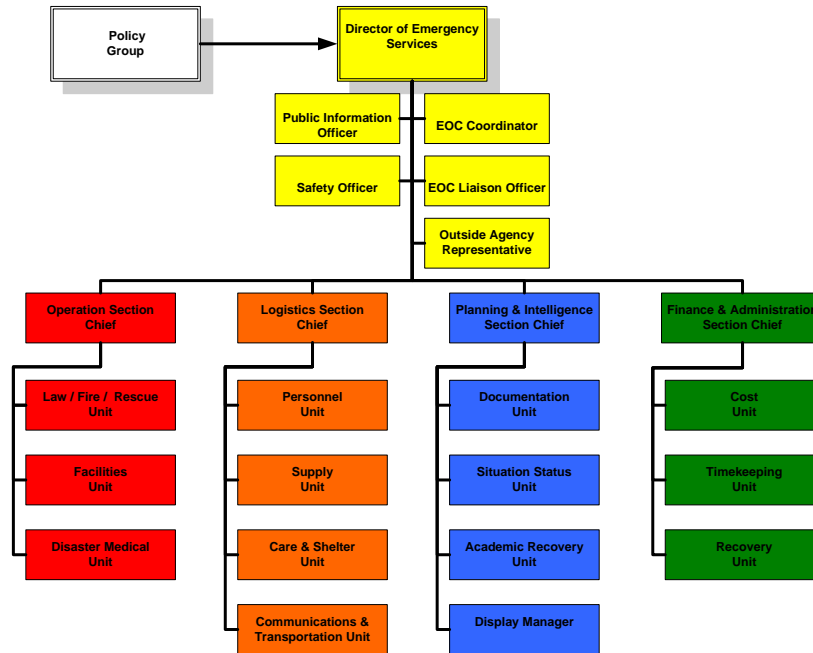 Policy
Group
Director of Emergency
Services
Public Information
Officer
EOC Coordinator
Safety Officer
EOC Liaison Officer
Outside Agency
Representative
Operation Section
Chief
Logistics Section
Chief
Planning & Intelligence
Section Chief
Finance & Administration
Section Chief
Law / Fire / Rescue
Unit
Personnel
Unit
Documentation
Unit
Cost
Unit
Facilities
Unit
Supply
Unit
Situation Status
Unit
Timekeeping
Unit
Disaster Medical
Unit
Care & Shelter
Unit
Academic Recovery
Unit
Recovery
Unit
Communications &
Transportation Unit
Display Manager